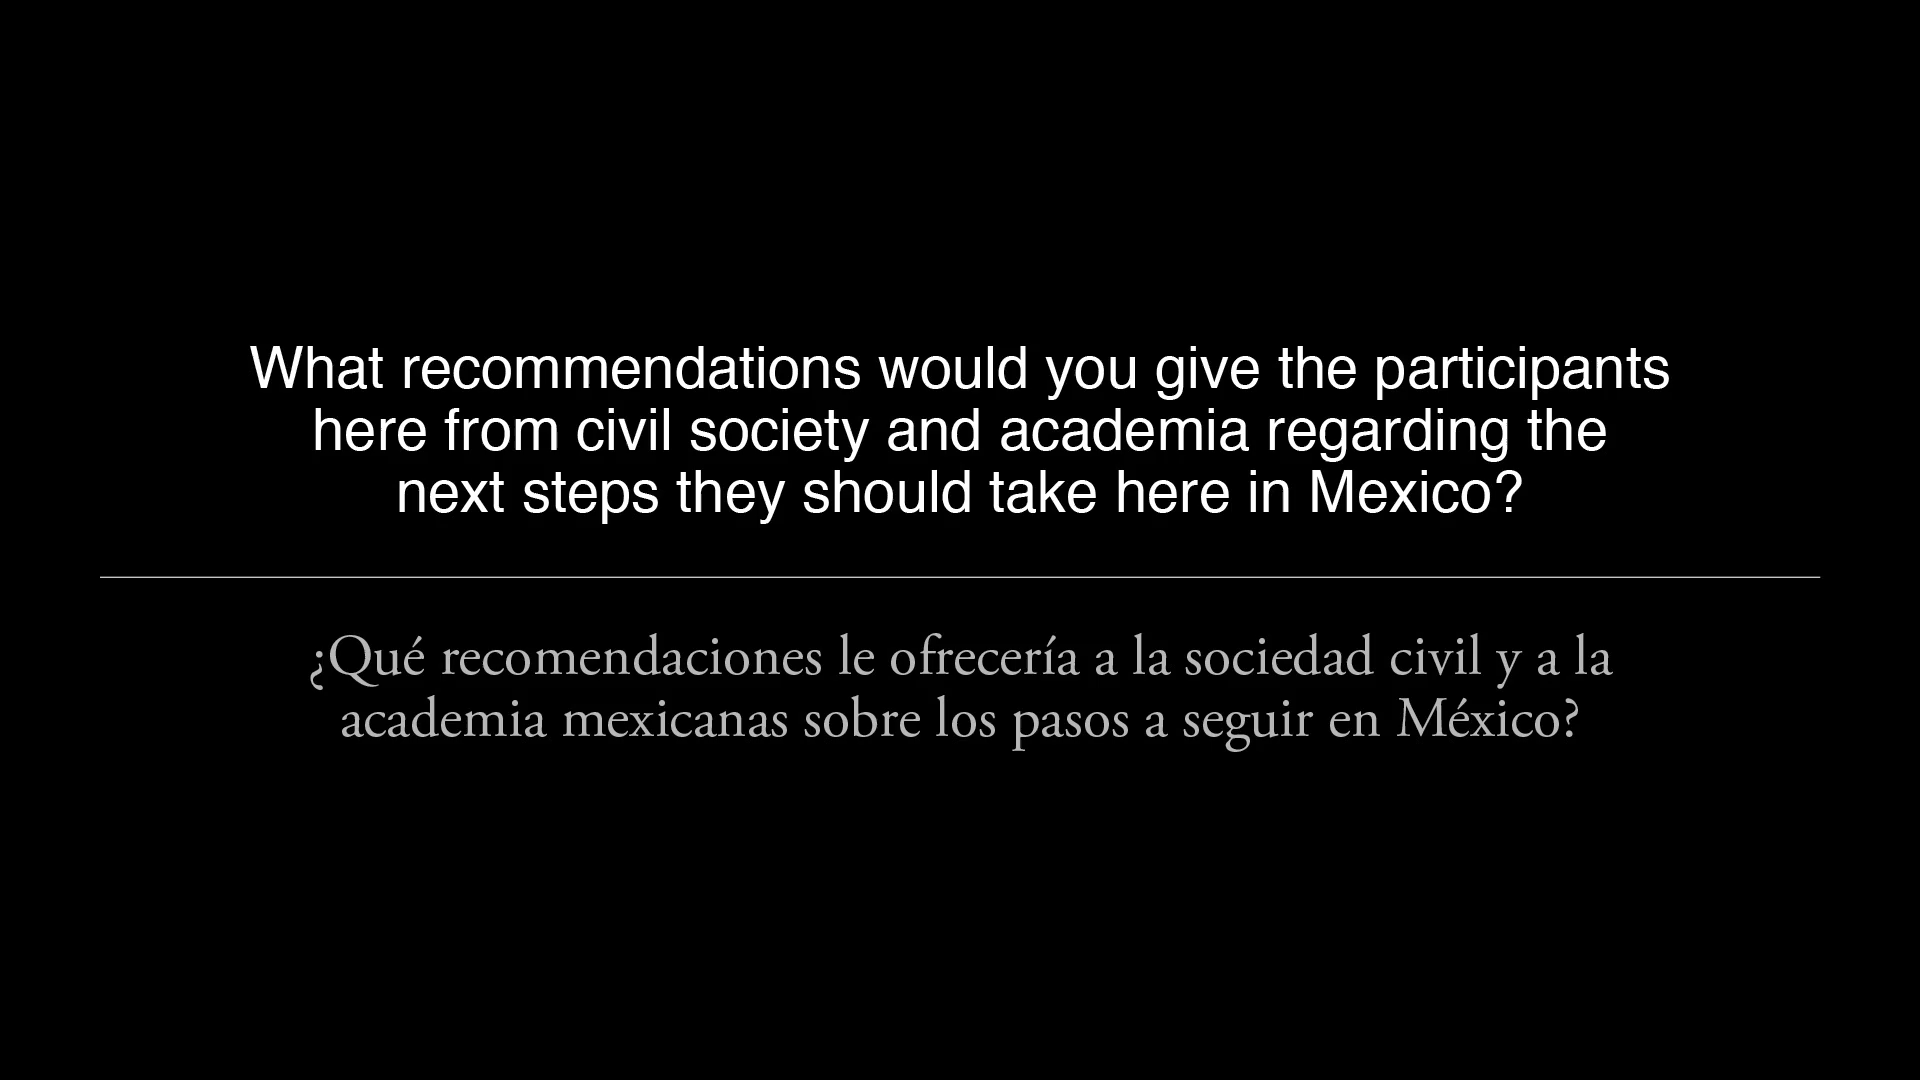 What recommendations would you give the participants
here from civil society and academia regarding the
next steps they should take here in Mexico?
¿Qué recomendaciones le ofrecería a la sociedad civil y a la
academia mexicanas sobre los pasos a seguir en México?